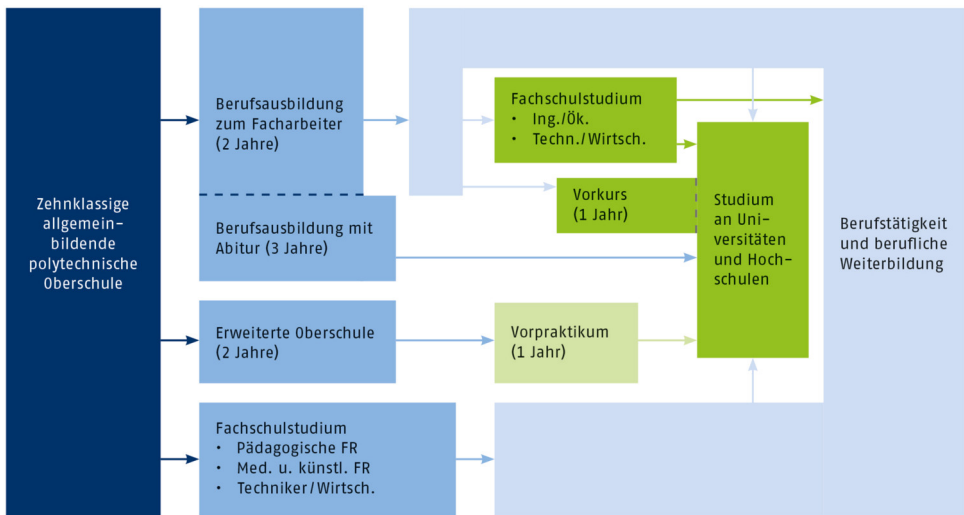 Zehnklassige
allgemein-
bildende
polytechnische
Oberschule
Berufsausbildung
zum Facharbeiter
(2 Jahre)
Berufsausbildung mit
Abitur (3 Jahre)
Erweiterte Oberschule
(2 Jahre)
Fachschulstudium
• Pädagogische FR
• Med. u. künstl. FR
• Techniker/Wirtsch.
Fachschulstudium
• Ing./Ök.
• Techn./Wirtsch.
Vorkurs
(1 Jahr)
Vorpraktikum
(1 Jahr)
Studium
an Uni-
versitäten
und Hoch-
schulen
Berufstätigkeit
und berufliche
Weiterbildung